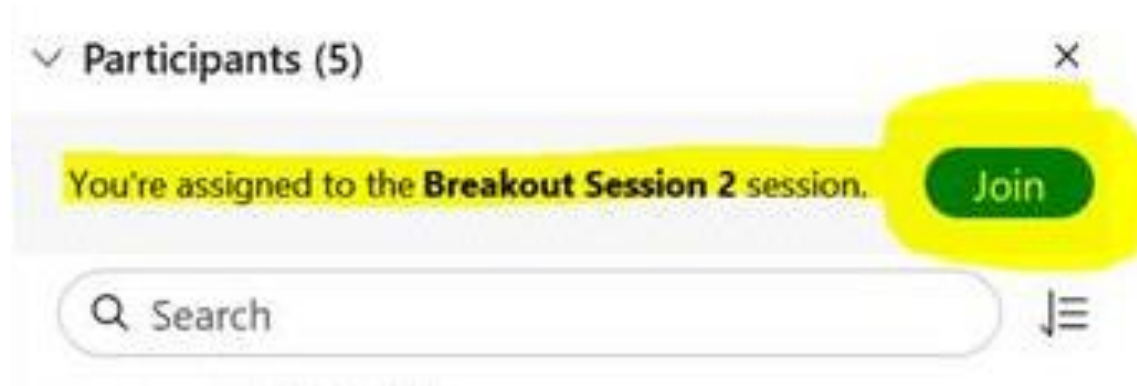 Participants (5)
You're assigned to the Breakout Session 2 session. Join
Search